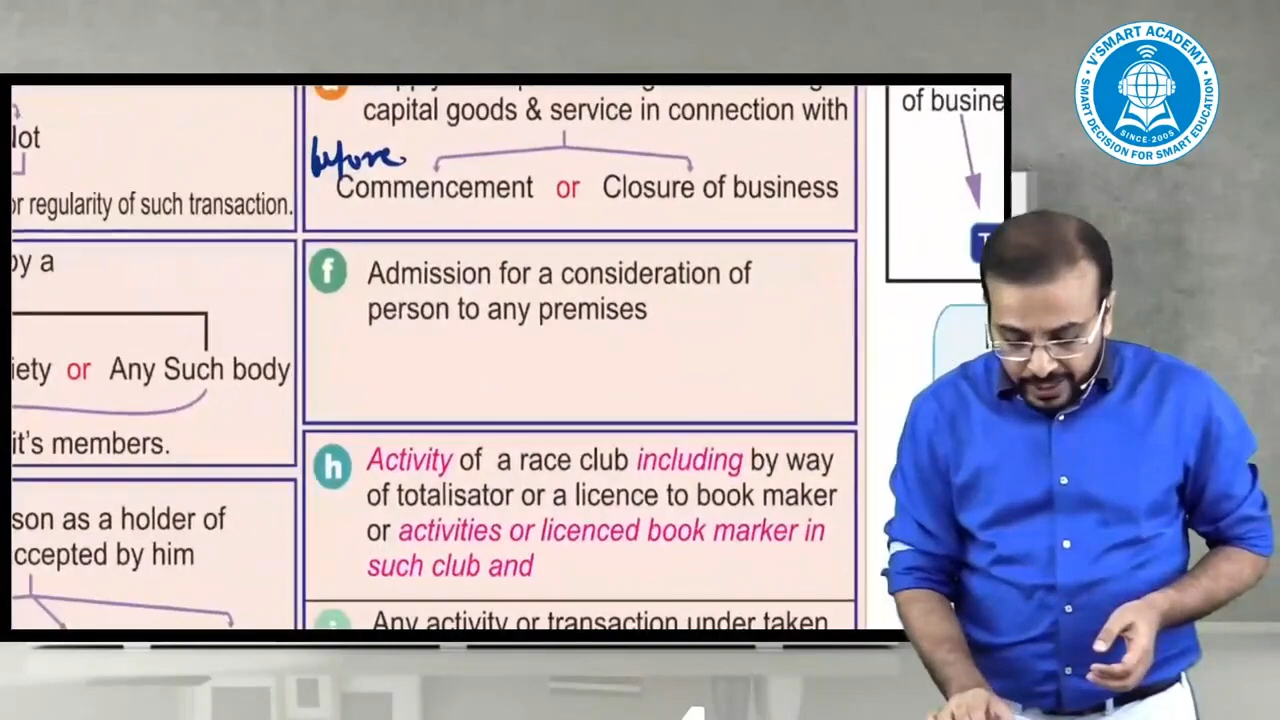 capital goods & service in connection with
before
Commencement or Closure of business
or regularity of such transaction.
by a
iety or Any Such body
it's members.
son as a holder of
ccepted by him
f
Admission for a consideration of
person to any premises
h
Activity of a race club including by way
of totalisator or a licence to book maker
or activities or licenced book marker in
such club and
Any activity or transaction under taken
of busine
V'SMART ACADEMY
SINCE-2005
SMART DECISION FOR SMART EDUCATION